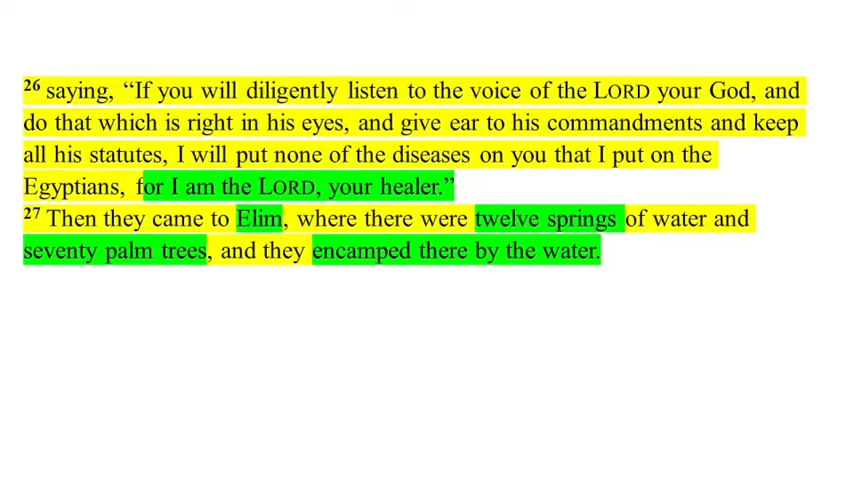 26 saying, “If you will diligently listen to the voice of the LORD your God, and
do that which is right in his eyes, and give ear to his commandments and keep
all his statutes, I will put none of the diseases on you that I put on the
Egyptians, for I am the LORD, your healer.”
27 Then they came to Elim, where there were twelve springs of water and
seventy palm trees, and they encamped there by the water.